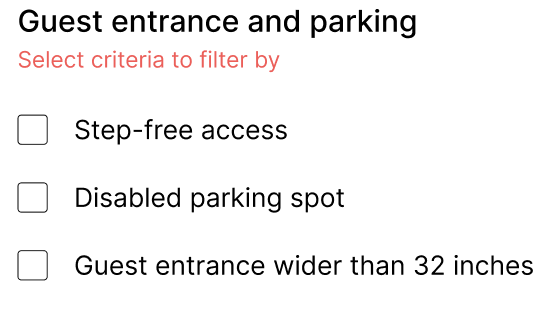 Guest entrance and parking
Select criteria to filter by
Step-free access
Disabled parking spot
Guest entrance wider than 32 inches